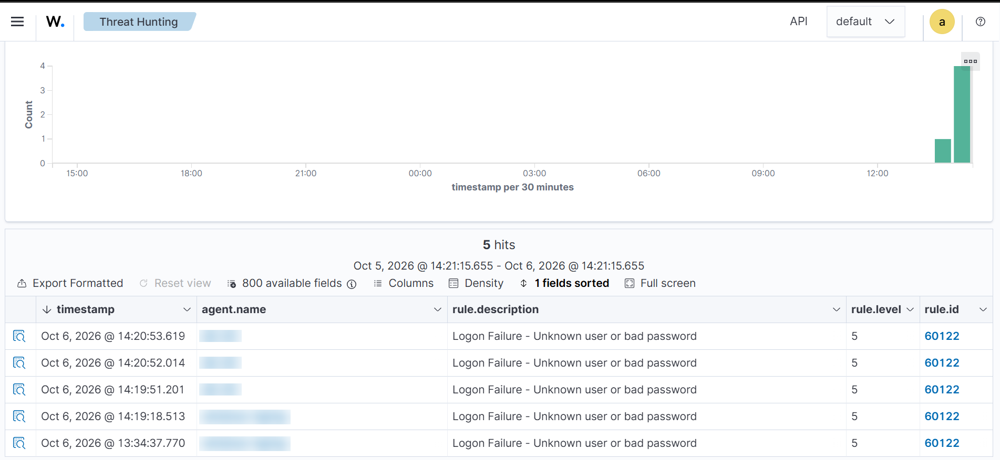 W. Threat Hunting API default a
4
3
2
1
0
Count
15:00 18:00 21:00 00:00 03:00 06:00 09:00 12:00
timestamp per 30 minutes
5 hits
Oct 5, 2026 @ 14:21:15.655 - Oct 6, 2026 @ 14:21:15.655
Export Formatted Reset view 800 available fields Columns Density 1 fields sorted Full screen
timestamp agent.name rule.description rule.level rule.id
Oct 6, 2026 @ 14:20:53.619 Logon Failure - Unknown user or bad password 5 60122
Oct 6, 2026 @ 14:20:52.014 Logon Failure - Unknown user or bad password 5 60122
Oct 6, 2026 @ 14:19:51.201 Logon Failure - Unknown user or bad password 5 60122
Oct 6, 2026 @ 14:19:18.513 Logon Failure - Unknown user or bad password 5 60122
Oct 6, 2026 @ 13:34:37.770 Logon Failure - Unknown user or bad password 5 60122